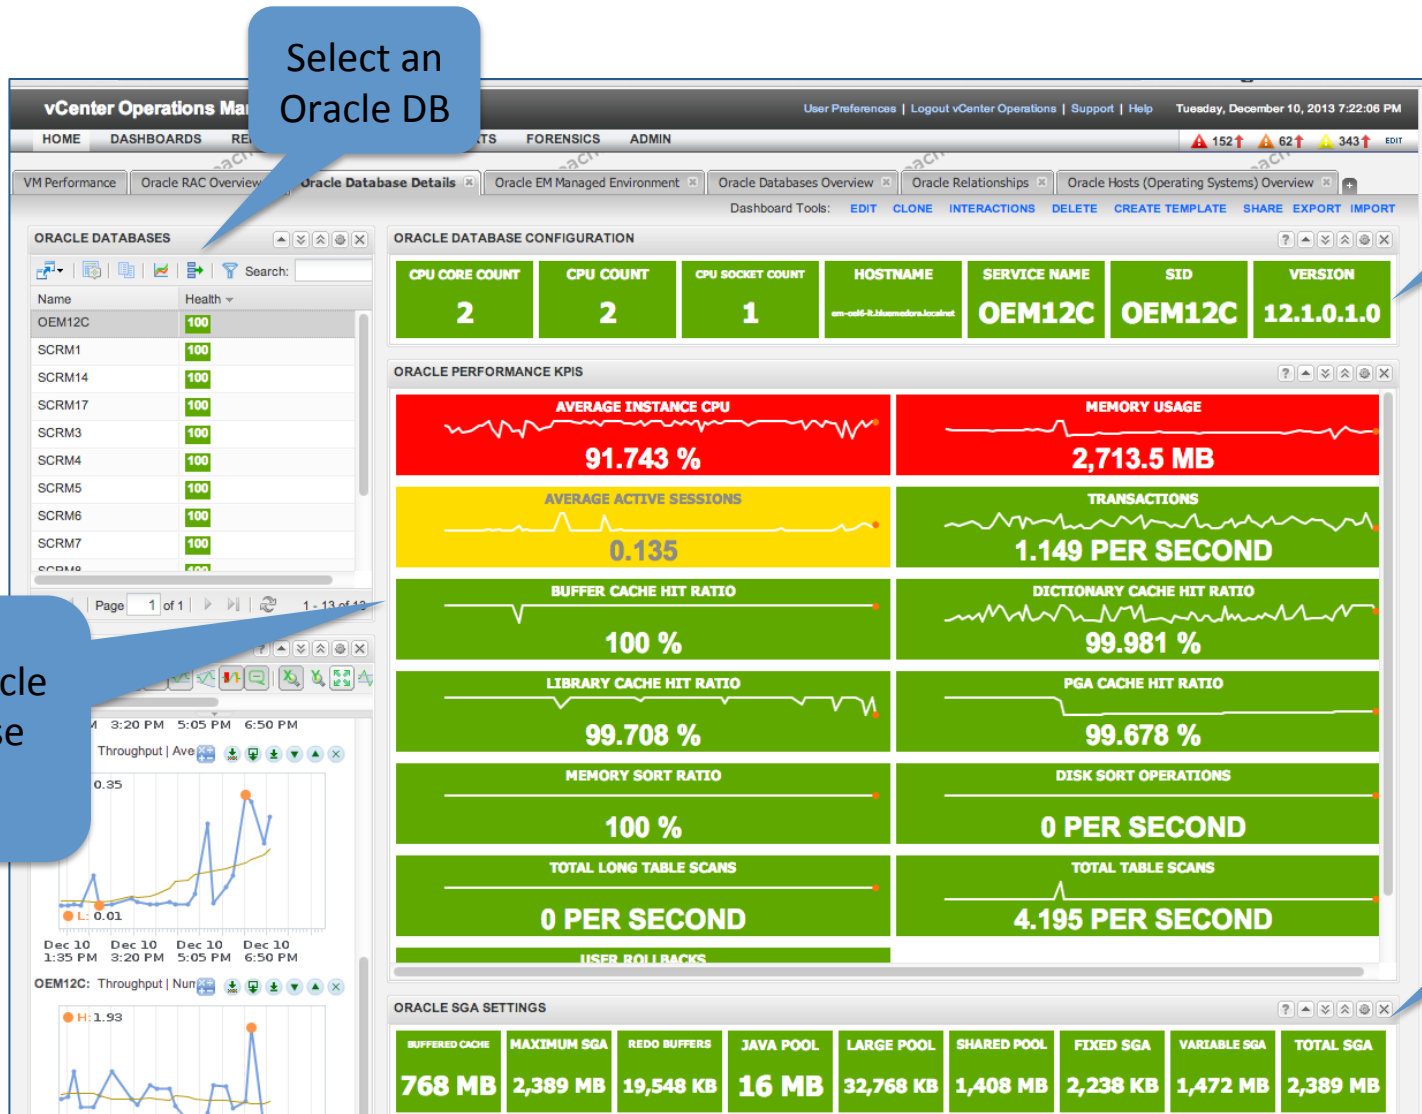 Select an
Oracle DB
vCenter Operations Ma
User Preferences | Logout vCenter Operations | Support | Help Tuesday, December 10, 2013 7:22:06 PM
HOME DASHBOARDS RE TS FORENSICS ADMIN
152 62 343 EDIT
VM Performance Oracle RAC Overview Oracle Database Details Oracle EM Managed Environment Oracle Databases Overview Oracle Relationships Oracle Hosts (Operating Systems) Overview
Dashboard Tools: EDIT CLONE INTERACTIONS DELETE CREATE TEMPLATE SHARE EXPORT IMPORT
ORACLE DATABASES
Search:
Name Health
OEM12C 100
SCRM1 100
SCRM14 100
SCRM17 100
SCRM3 100
SCRM4 100
SCRM5 100
SCRM6 100
SCRM7 100
SCRM8 100
Page 1 of 1 1 - 13 of 13
cle
se
M 3:20 PM 5:05 PM 6:50 PM
Throughput | Ave
0.35
L: 0.01
Dec 10 Dec 10 Dec 10 Dec 10
1:35 PM 3:20 PM 5:05 PM 6:50 PM
OEM12C: Throughput | Num
H: 1.93
ORACLE DATABASE CONFIGURATION
CPU CORE COUNT
2
CPU COUNT
2
CPU SOCKET COUNT
1
HOSTNAME
SERVICE NAME
OEM12C
SID
OEM12C
VERSION
12.1.0.1.0
ORACLE PERFORMANCE KPIS
AVERAGE INSTANCE CPU
91.743 %
MEMORY USAGE
2,713.5 MB
AVERAGE ACTIVE SESSIONS
0.135
TRANSACTIONS
1.149 PER SECOND
BUFFER CACHE HIT RATIO
100 %
DICTIONARY CACHE HIT RATIO
99.981 %
LIBRARY CACHE HIT RATIO
99.708 %
PGA CACHE HIT RATIO
99.678 %
MEMORY SORT RATIO
100 %
DISK SORT OPERATIONS
0 PER SECOND
TOTAL LONG TABLE SCANS
0 PER SECOND
TOTAL TABLE SCANS
4.195 PER SECOND
USER ROLLBACKS
ORACLE SGA SETTINGS
BUFFERED CACHE
768 MB
MAXIMUM SGA
2,389 MB
REDO BUFFERS
19,548 KB
JAVA POOL
16 MB
LARGE POOL
32,768 KB
SHARED POOL
1,408 MB
FIXED SGA
2,238 KB
VARIABLE SGA
1,472 MB
TOTAL SGA
2,389 MB